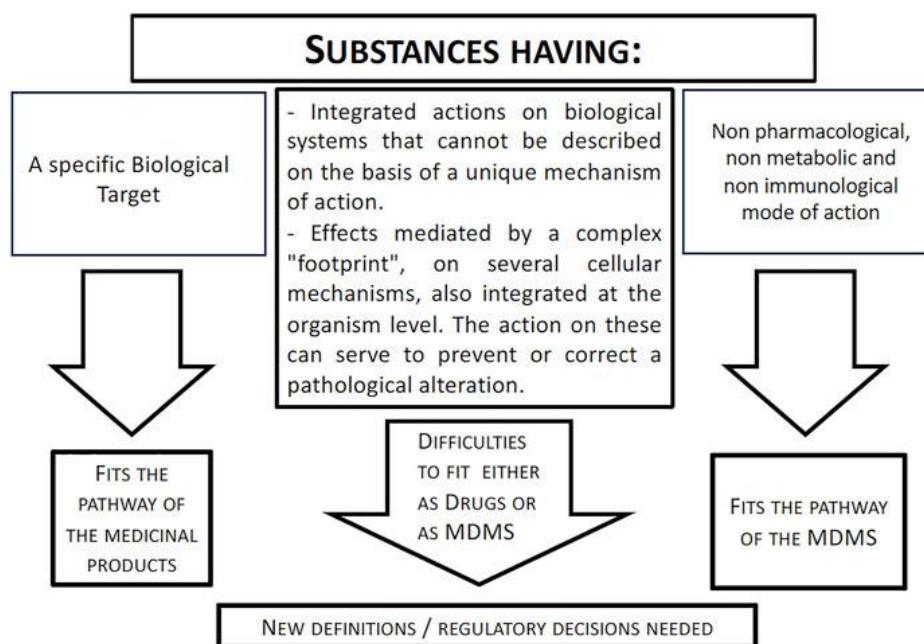 SUBSTANCES HAVING:
A specific Biological
Target
- Integrated actions on biological
systems that cannot be described
on the basis of a unique mechanism
of action.
- Effects mediated by a complex
"footprint", on several cellular
mechanisms, also integrated at the
organism level. The action on these
can serve to prevent or correct a
pathological alteration.
Non pharmacological,
non metabolic and
non immunological
mode of action
FITS THE
PATHWAY OF
THE MEDICINAL
PRODUCTS
DIFFICULTIES
TO FIT EITHER
AS DRUGS OR
AS MDMS
FITS THE PATHWAY
OF THE MDMS
NEW DEFINITIONS / REGULATORY DECISIONS NEEDED